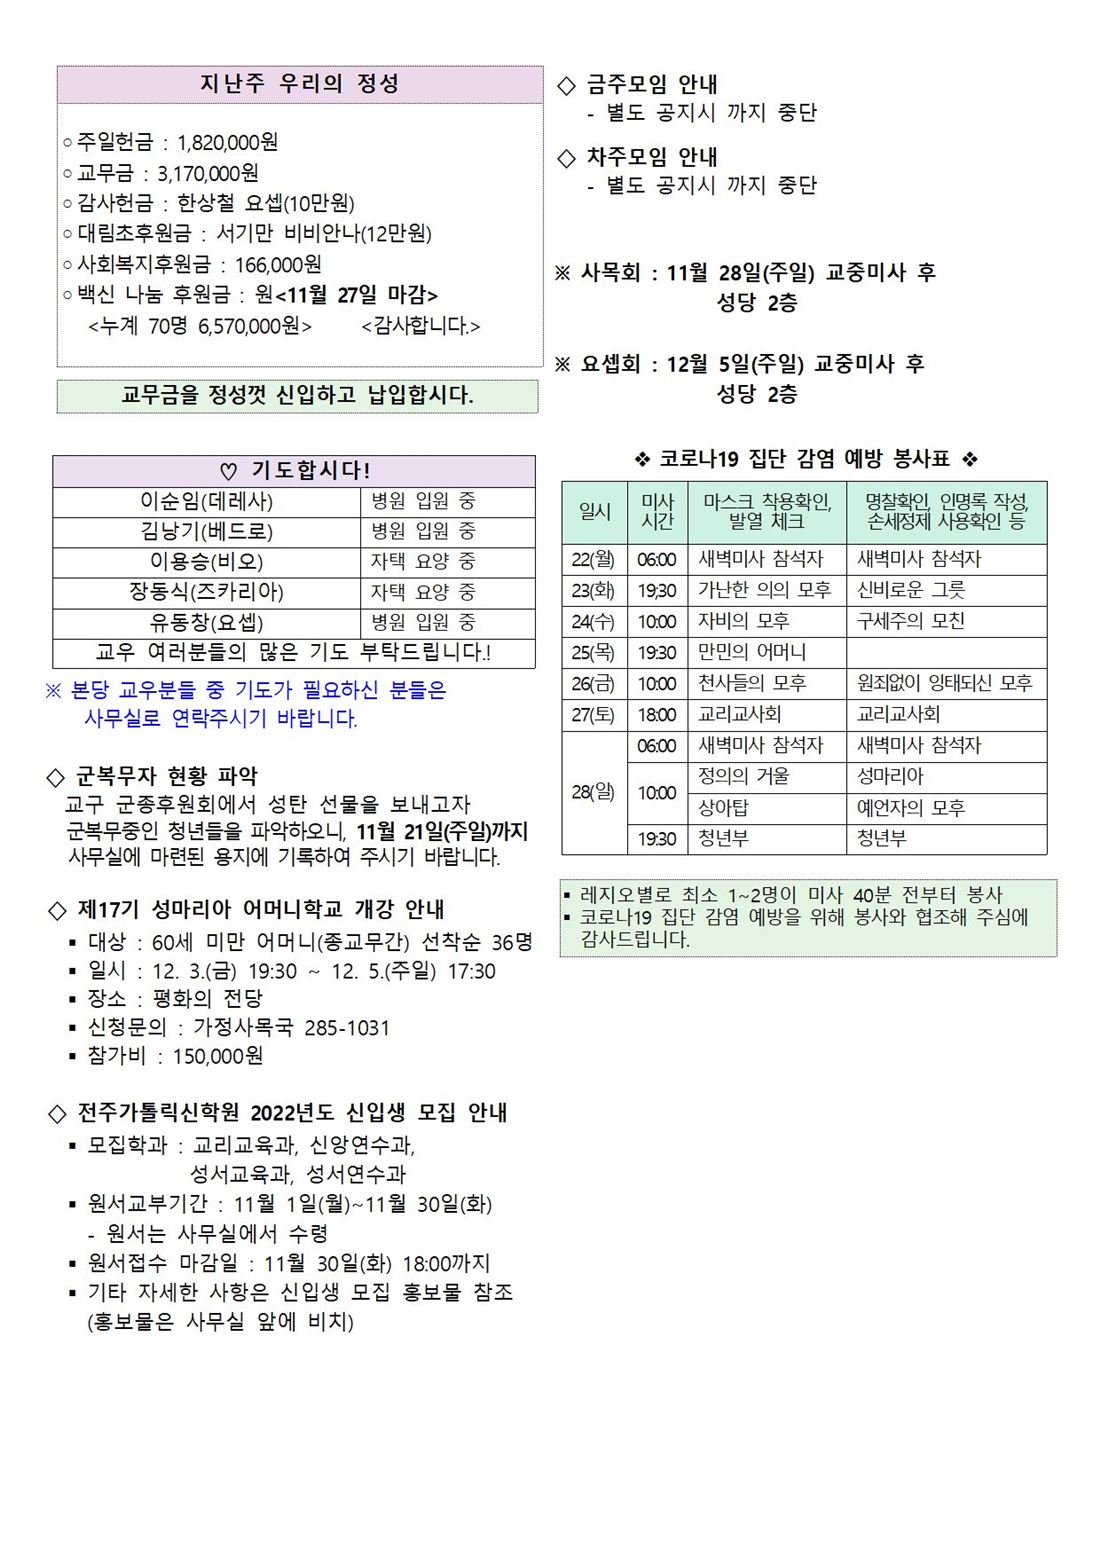 지난주 우리의 정성
○ 주일헌금 : 1,820,000원
○ 교무금 : 3,170,000원
○ 감사헌금 : 한상철 요셉(10만원)
○ 대림초후원금 : 서기만 비비안나(12만원)
○ 사회복지후원금 : 166,000원
○ 백신 나눔 후원금 : 원<11월 27일 마감>
<누계 70명 6,570,000원> <감사합니다.>
교무금을 정성껏 신입하고 납입합시다.
♡ 기도합시다!
이순임(데레사) 병원 입원 중
김낭기(베드로) 병원 입원 중
이용승(비오) 자택 요양 중
장동식(즈카리아) 자택 요양 중
유동창(요셉) 병원 입원 중
교우 여러분들의 많은 기도 부탁드립니다.!
※ 본당 교우분들 중 기도가 필요하신 분들은
사무실로 연락주시기 바랍니다.
◇ 군복무자 현황 파악
교구 군종후원회에서 성탄 선물을 보내고자
군복무중인 청년들을 파악하오니, 11월 21일(주일)까지
사무실에 마련된 용지에 기록하여 주시기 바랍니다.
◇ 제17기 성마리아 어머니학교 개강 안내
▪ 대상 : 60세 미만 어머니(종교무간) 선착순 36명
▪ 일시 : 12. 3.(금) 19:30 ~ 12. 5.(주일) 17:30
▪ 장소 : 평화의 전당
▪ 신청문의 : 가정사목국 285-1031
▪ 참가비 : 150,000원
◇ 전주가톨릭신학원 2022년도 신입생 모집 안내
▪ 모집학과 : 교리교육과, 신앙연수과,
성서교육과, 성서연수과
▪ 원서교부기간 : 11월 1일(월)~11월 30일(화)
- 원서는 사무실에서 수령
▪ 원서접수 마감일 : 11월 30일(화) 18:00까지
▪ 기타 자세한 사항은 신입생 모집 홍보물 참조
(홍보물은 사무실 앞에 비치)
◇ 금주모임 안내
- 별도 공지시 까지 중단
◇ 차주모임 안내
- 별도 공지시 까지 중단
※ 사목회 : 11월 28일(주일) 교중미사 후
성당 2층
※ 요셉회 : 12월 5일(주일) 교중미사 후
성당 2층
❖ 코로나19 집단 감염 예방 봉사표 ❖
일시 미사 시간 마스크 착용확인, 발열 체크 명찰확인, 인명록 작성, 손세정제 사용확인 등
22(월) 06:00 새벽미사 참석자 새벽미사 참석자
23(화) 19:30 가난한 의의 모후 신비로운 그릇
24(수) 10:00 자비의 모후 구세주의 모친
25(목) 19:30 만민의 어머니
26(금) 10:00 천사들의 모후 원죄없이 잉태되신 모후
27(토) 18:00 교리교사회 교리교사회
28(일) 06:00 새벽미사 참석자 새벽미사 참석자
10:00 정의의 거울 성마리아
상아탑 예언자의 모후
19:30 청년부 청년부
▪ 레지오별로 최소 1~2명이 미사 40분 전부터 봉사
▪ 코로나19 집단 감염 예방을 위해 봉사와 협조해 주심에
감사드립니다.